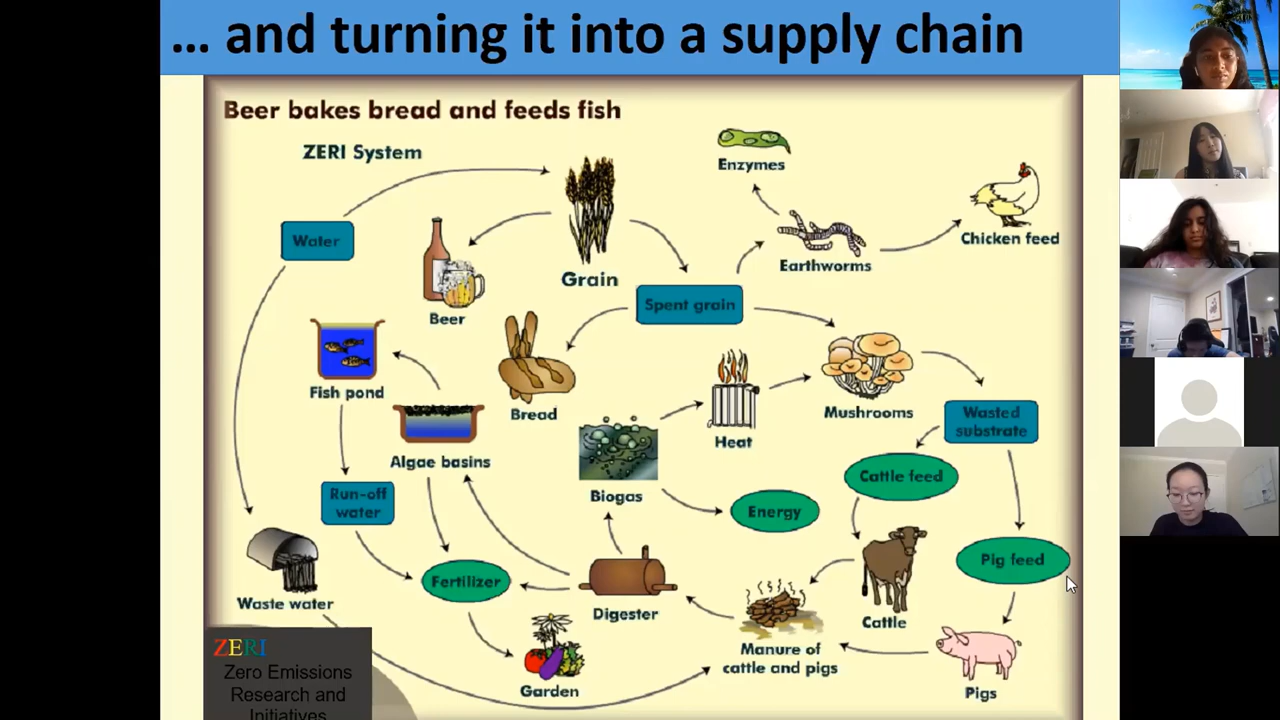 ... and turning it into a supply chain
Beer bakes bread and feeds fish
ZERI System
Enzymes
Water
Chicken feed
Earthworms
Grain
Spent grain
Beer
Fish pond
Bread
Mushrooms
Wasted
substrate
Heat
Algae basins
Cattle feed
Biogas
Run-off
water
Energy
Pig feed
Fertilizer
Waste water
Digester
Cattle
Manure of
cattle and pigs
Garden
Pigs
ZERI
Zero Emissions
Research and
Initiatives